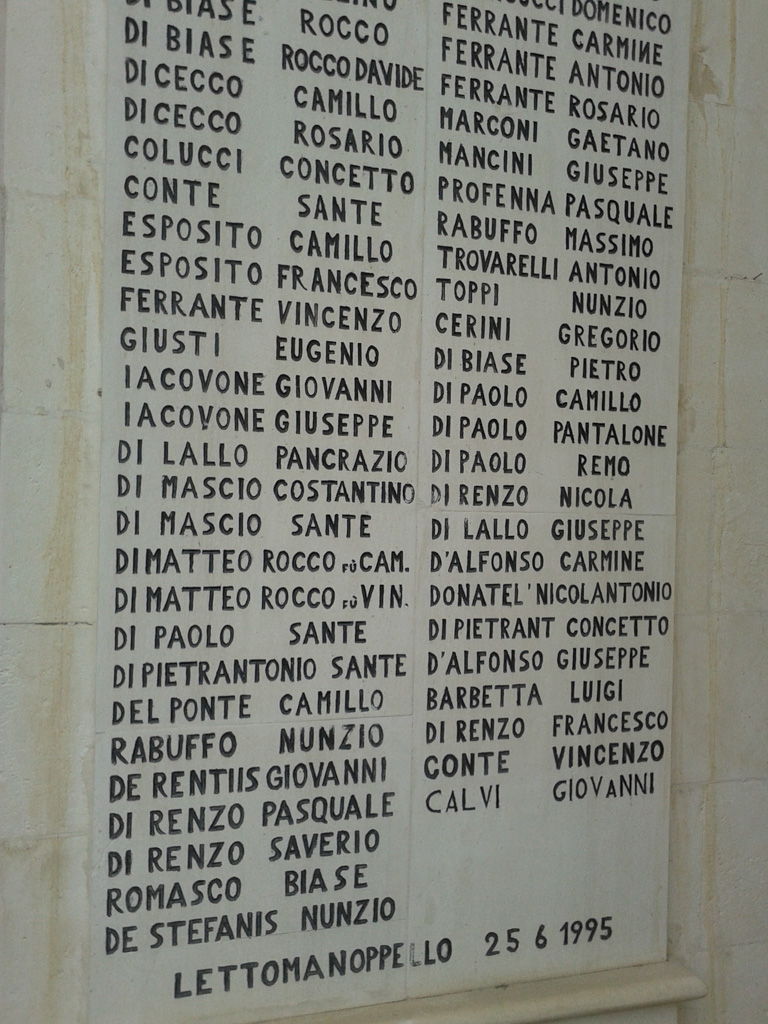 DI BIASE
DI BIASE ROCCO
DI CECCO ROCCO DAVIDE
DI CECCO CAMILLO
COLUCCI ROSARIO
CONTE CONCETTO
ESPOSITO SANTE
ESPOSITO CAMILLO
FERRANTE FRANCESCO
GIUSTI VINCENZO
EUGENIO
IACOVONE GIOVANNI
IACOVONE GIUSEPPE
DI LALLO PANCRAZIO
DI MASCIO COSTANTINO
DI MASCIO SANTE
DI MATTEO ROCCO FÙ CAM.
DI MATTEO ROCCO FÙ VIN.
DI PAOLO SANTE
DI PIETRANTONIO SANTE
DEL PONTE CAMILLO
RABUFFO NUNZIO
DE RENTIIS GIOVANNI
DI RENZO PASQUALE
DI RENZO SAVERIO
ROMASCO BIASE
DE STEFANIS NUNZIO
DOMENICO
FERRANTE CARMINE
FERRANTE ANTONIO
FERRANTE ROSARIO
MARCONI GAETANO
MANCINI GIUSEPPE
PROFENNA PASQUALE
RABUFFO MASSIMO
TROVARELLI ANTONIO
TOPPI NUNZIO
CERINI GREGORIO
DI BIASE PIETRO
DI PAOLO CAMILLO
DI PAOLO PANTALONE
DI PAOLO REMO
DI RENZO NICOLA
DI LALLO GIUSEPPE
D'ALFONSO CARMINE
DONATEL' NICOLANTONIO
DI PIETRANT CONCETTO
D'ALFONSO GIUSEPPE
BARBETTA LUIGI
DI RENZO FRANCESCO
CONTE VINCENZO
CALVI GIOVANNI
LETTOMANOPPELLO 25 6 1995